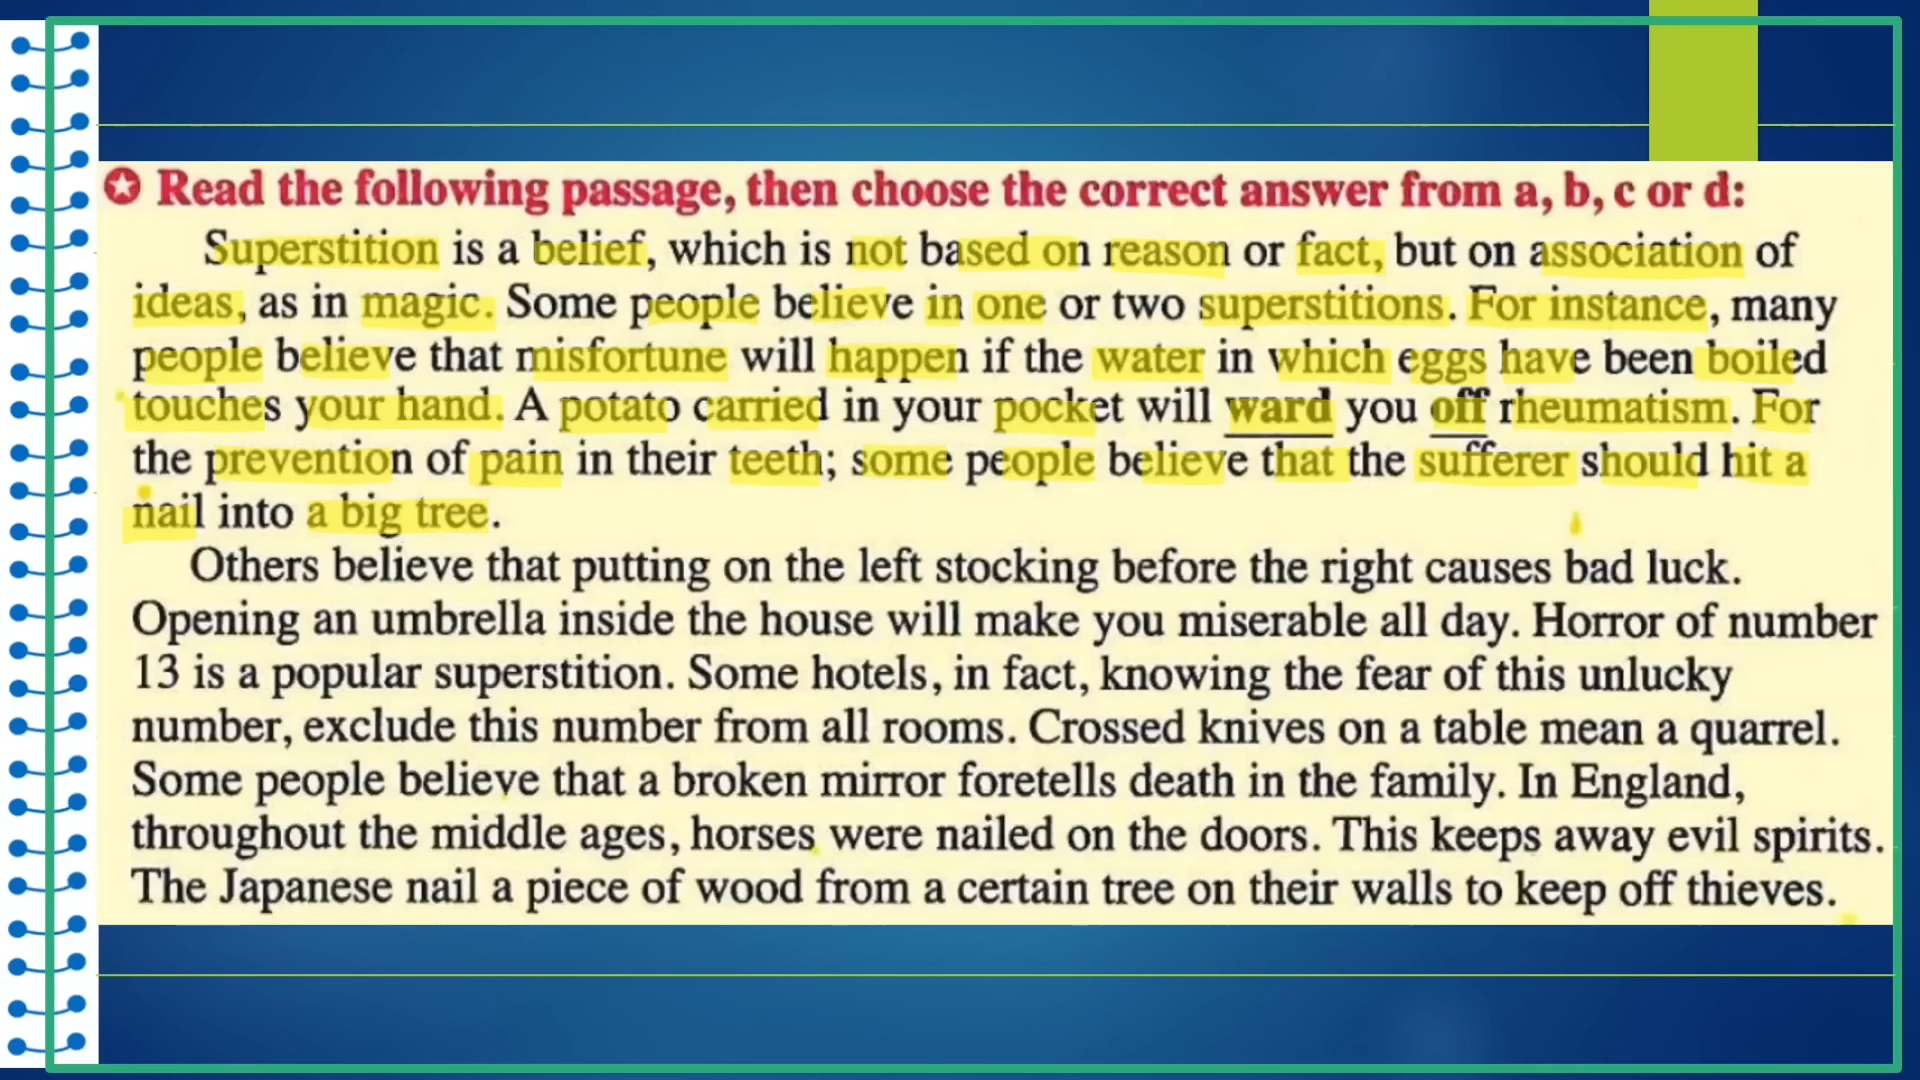 Read the following passage, then choose the correct answer from a, b, c or d:
Superstition is a belief, which is not based on reason or fact, but on association of
ideas, as in magic. Some people believe in one or two superstitions. For instance, many
people believe that misfortune will happen if the water in which eggs have been boiled
touches your hand. A potato carried in your pocket will ward you off rheumatism. For
the prevention of pain in their teeth; some people believe that the sufferer should hit a
nail into a big tree.
Others believe that putting on the left stocking before the right causes bad luck.
Opening an umbrella inside the house will make you miserable all day. Horror of number
13 is a popular superstition. Some hotels, in fact, knowing the fear of this unlucky
number, exclude this number from all rooms. Crossed knives on a table mean a quarrel.
Some people believe that a broken mirror foretells death in the family. In England,
throughout the middle ages, horses were nailed on the doors. This keeps away evil spirits.
The Japanese nail a piece of wood from a certain tree on their walls to keep off thieves.